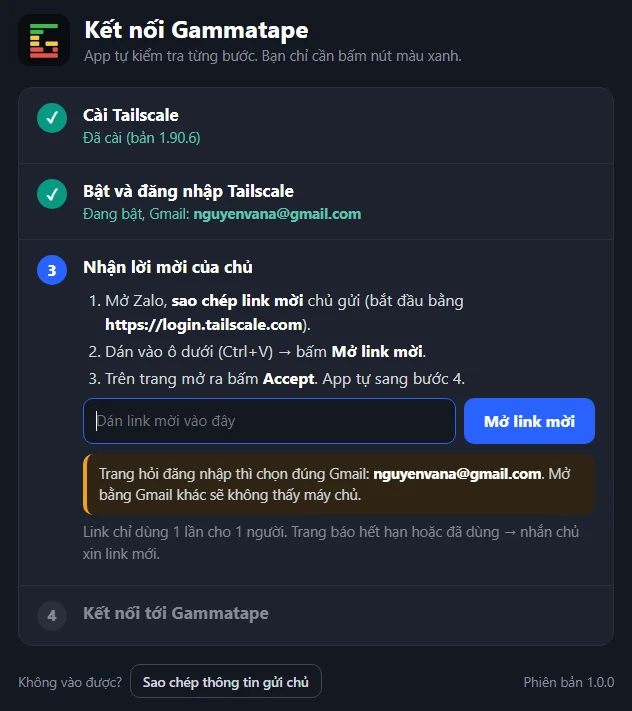 Kết nối Gammatape
App tự kiểm tra từng bước. Bạn chỉ cần bấm nút màu xanh.
Cài Tailscale
Đã cài (bản 1.90.6)
Bật và đăng nhập Tailscale
Đang bật, Gmail: nguyenvana@gmail.com
3
Nhận lời mời của chủ
1. Mở Zalo, sao chép link mời chủ gửi (bắt đầu bằng
https://login.tailscale.com).
2. Dán vào ô dưới (Ctrl+V) → bấm Mở link mời.
3. Trên trang mở ra bấm Accept. App tự sang bước 4.
Dán link mời vào đây
Mở link mời
Trang hỏi đăng nhập thì chọn đúng Gmail: nguyenvana@gmail.com. Mở
bằng Gmail khác sẽ không thấy máy chủ.
Link chỉ dùng 1 lần cho 1 người. Trang báo hết hạn hoặc đã dùng → nhắn chủ
xin link mới.
4
Kết nối tới Gammatape
Không vào được?
Sao chép thông tin gửi chủ
Phiên bản 1.0.0